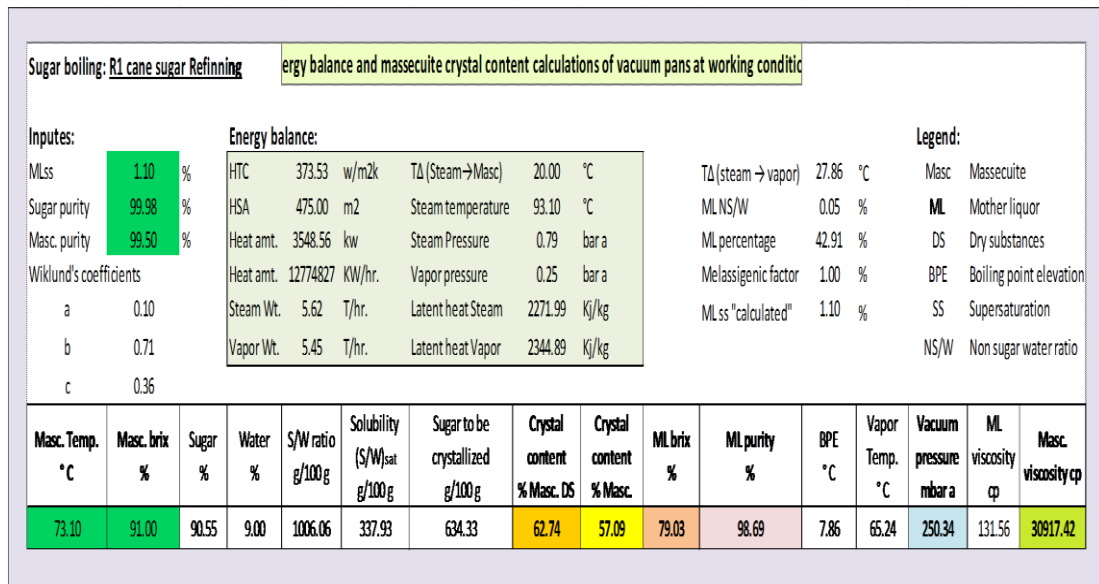 Sugar boiling: R1 cane sugar Refinning
ergy balance and massecuite crystal content calculations of vacuum pans at working conditic
Inputes:
Energy balance:
Legend:
MLss 1.10 % HTC 373.53 w/m2k TΔ (Steam→Masc) 20.00 °C TΔ (steam → vapor) 27.86 °C Masc Massecuite
Sugar purity 99.98 % HSA 475.00 m2 Steam temperature 93.10 °C ML NS/W 0.05 % ML Mother liquor
Masc. purity 99.50 % Heat amt. 3548.56 kw Steam Pressure 0.79 bar a ML percentage 42.91 % DS Dry substances
Wiklund's coefficients Heat amt. 12774827 KW/hr. Vapor pressure 0.25 bar a Melassigenic factor 1.00 % BPE Boiling point elevation
a 0.10 Steam Wt. 5.62 T/hr. Latent heat Steam 2271.99 Kj/kg ML ss "calculated" 1.10 % SS Supersaturation
b 0.71 Vapor Wt. 5.45 T/hr. Latent heat Vapor 2344.89 Kj/kg NS/W Non sugar water ratio
c 0.36
Masc. Temp. °C Masc. brix % Sugar % Water % S/W ratio g/100 g Solubility (S/W)sat g/100 g Sugar to be crystallized g/100 g Crystal content % Masc. DS Crystal content % Masc. ML brix % ML purity % BPE °C Vapor Temp. °C Vacuum pressure mbar a ML viscosity cp Masc. viscosity cp
73.10 91.00 90.55 9.00 1006.06 337.93 634.33 62.74 57.09 79.03 98.69 7.86 65.24 250.34 131.56 30917.42